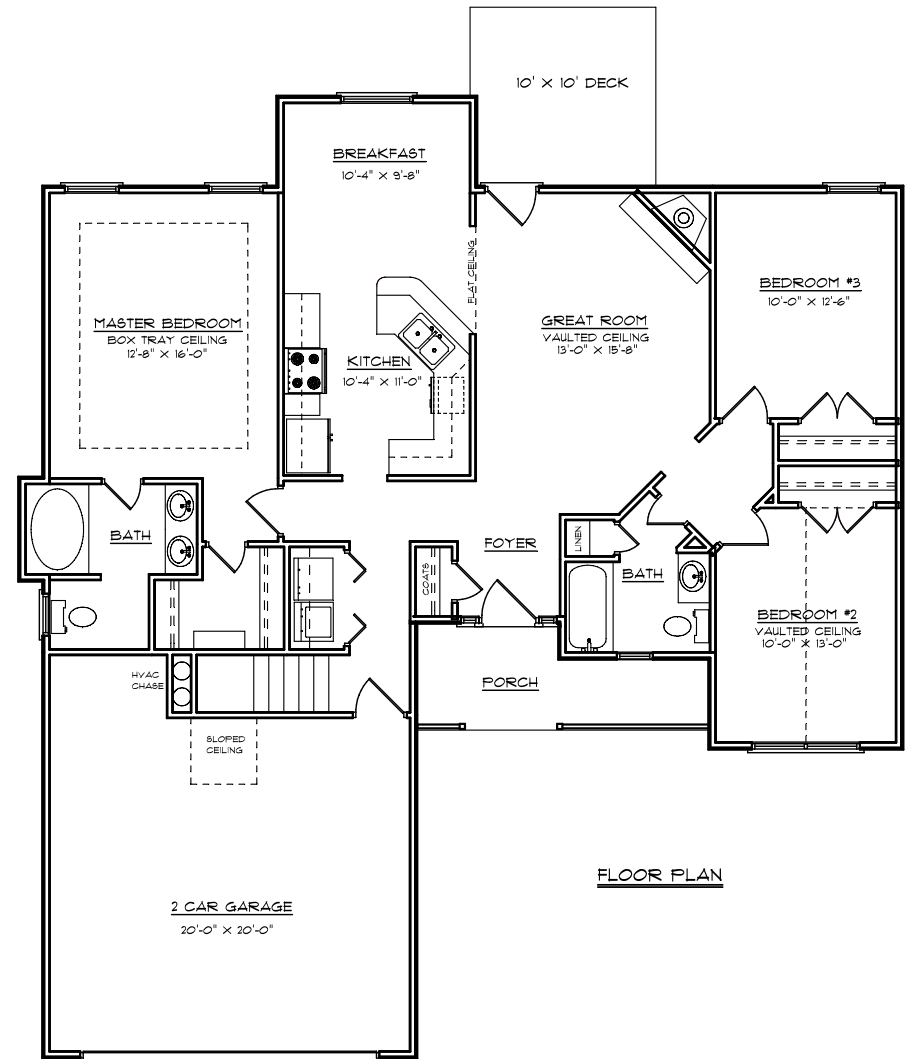 10' X 10' DECK
BREAKFAST
10'-4" X 9'-8"
FLAT CEILING
BEDROOM #3
10'-0" X 12'-6"
MASTER BEDROOM
BOX TRAY CEILING
12'-8" X 16'-0"
GREAT ROOM
VAULTED CEILING
13'-0" X 15'-8"
KITCHEN
10'-4" X 11'-0"
BATH
LINEN
FOYER
COATS
BATH
BEDROOM #2
VAULTED CEILING
10'-0" X 13'-0"
HVAC
CHASE
PORCH
SLOPED
CEILING
FLOOR PLAN
2 CAR GARAGE
20'-0" X 20'-0"